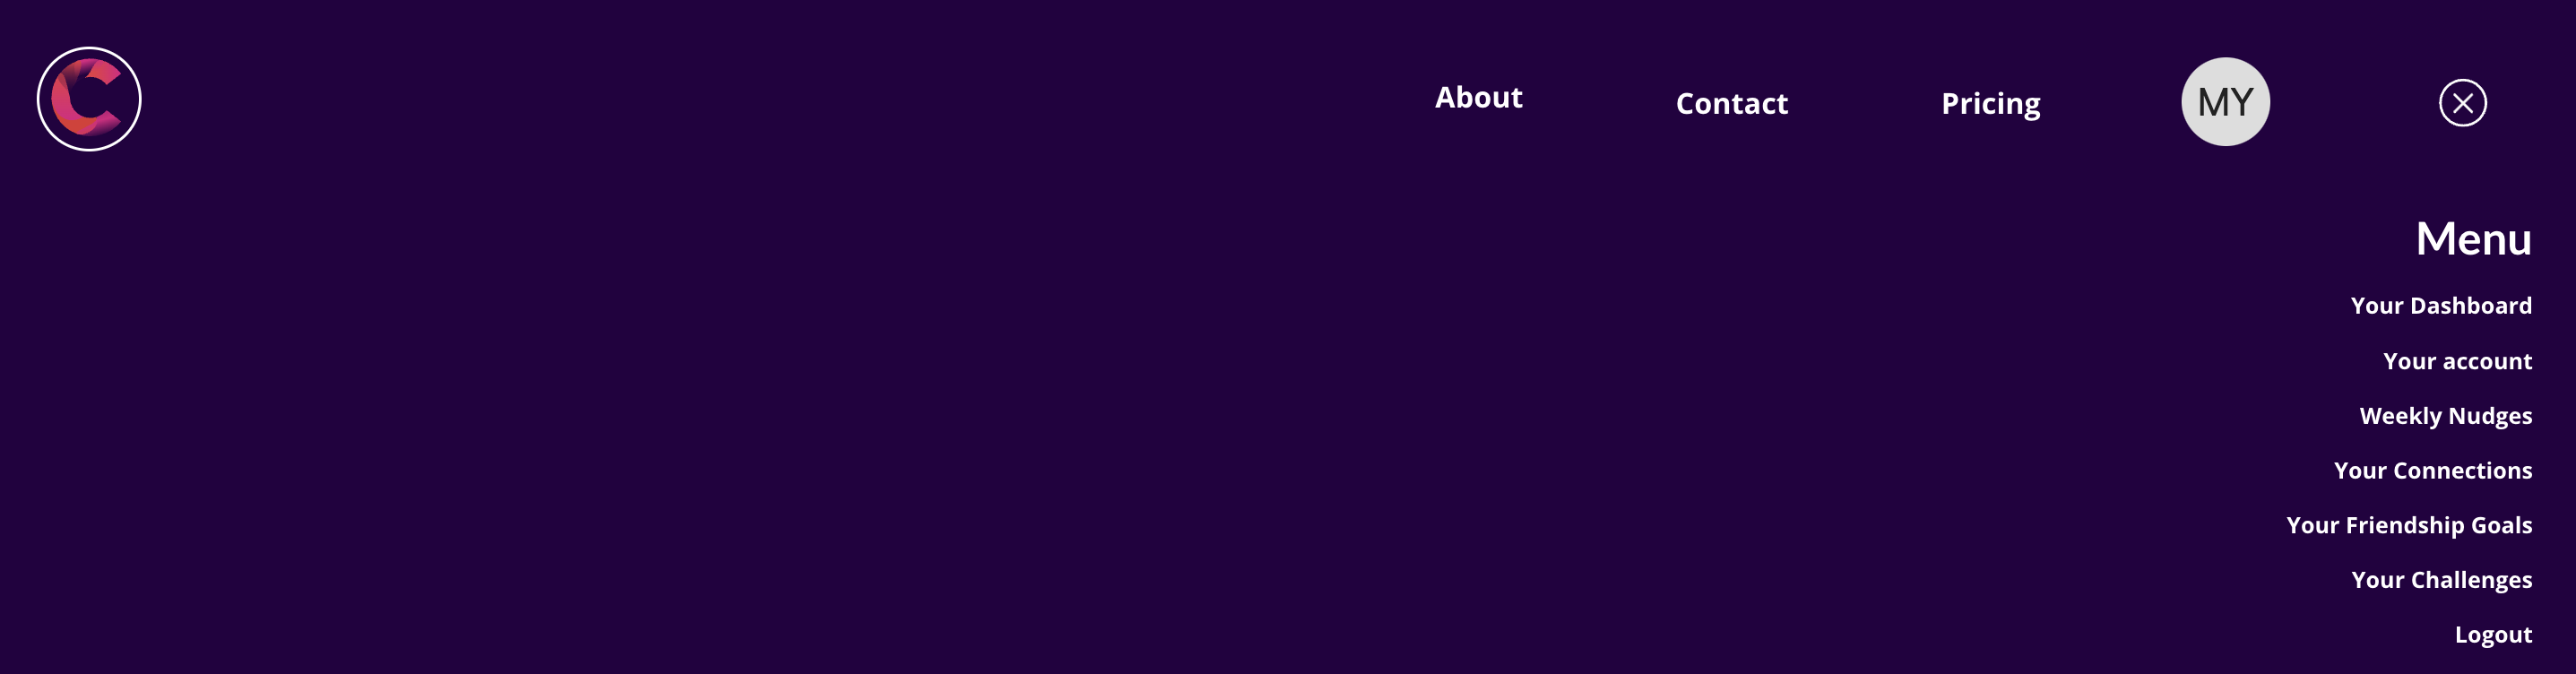 C
About
Contact
Pricing
MY
Menu
Your Dashboard
Your account
Weekly Nudges
Your Connections
Your Friendship Goals
Your Challenges
Logout